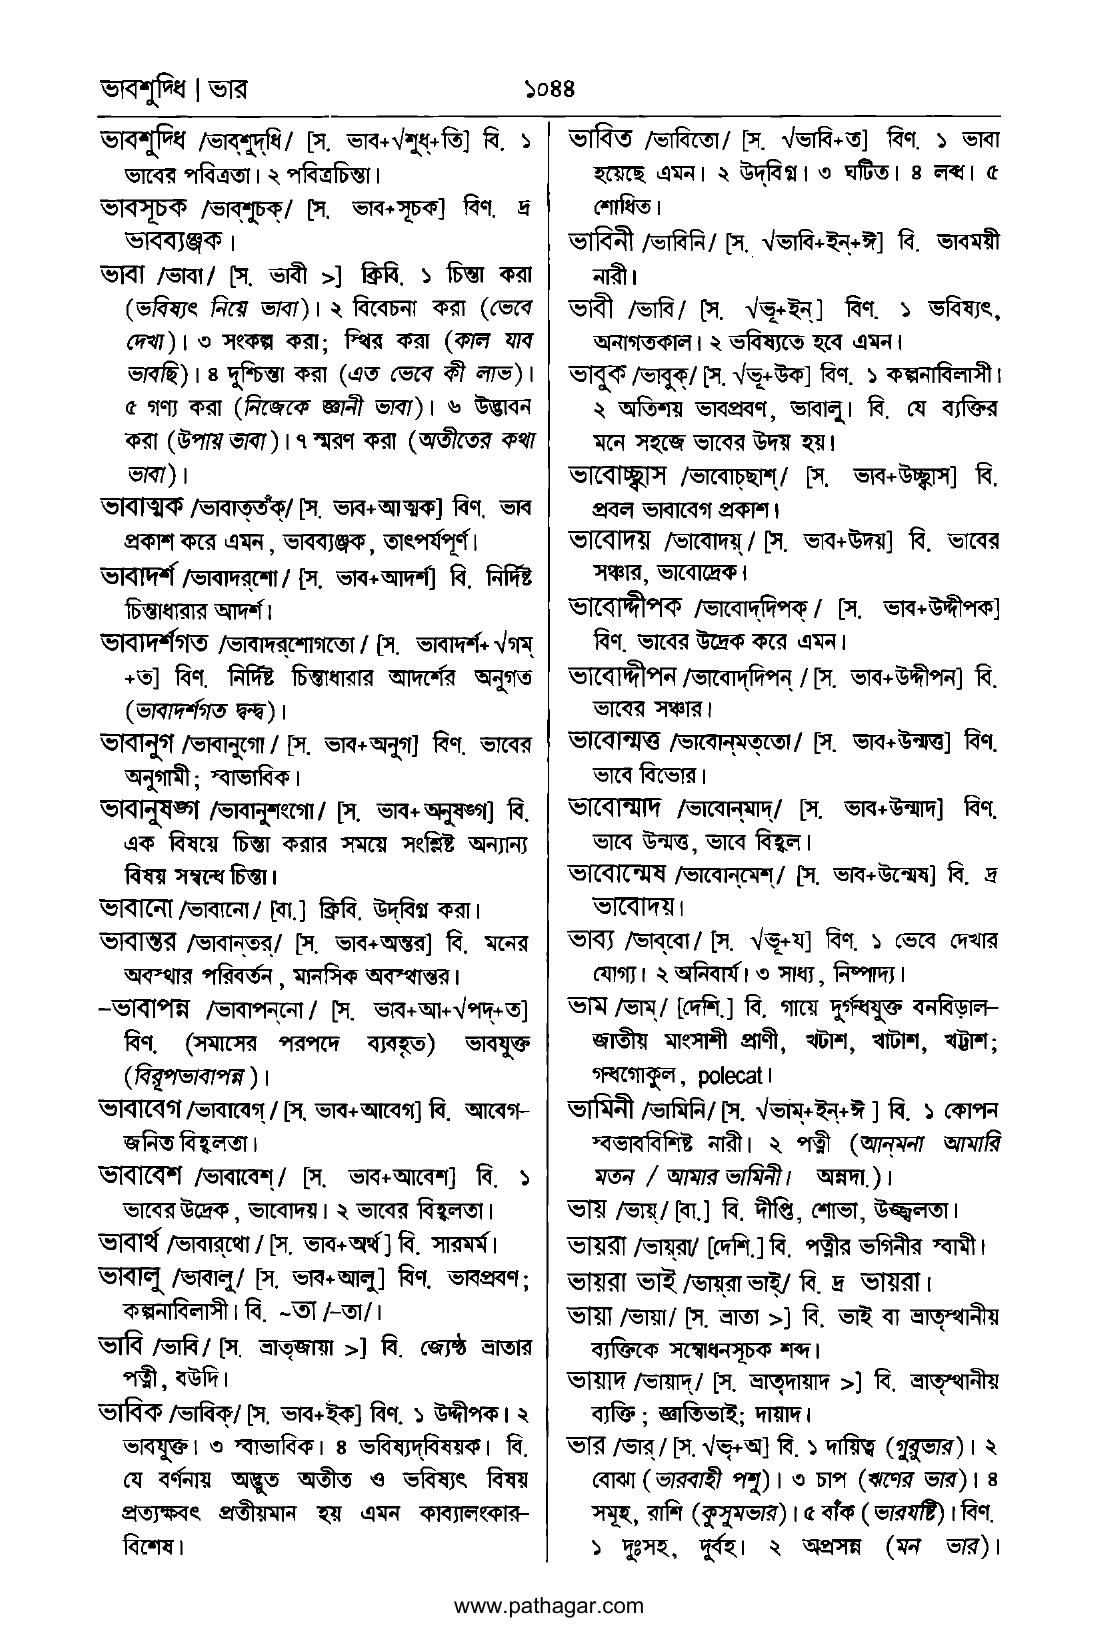 ভাবশুদ্ধি | ভার
১০৪৪
ভাবশুদ্ধি /ভাব্‌শুদ্‌ধি/ [স. ভাব+√শুধ্‌+তি] বি. ১
ভাবের পবিত্রতা। ২ পবিত্রচিন্তা।
ভাবসূচক /ভাব্‌শুচক্‌/ [স. ভাব+সূচক] বিণ. দ্র
ভাবব্যঞ্জক।
ভাবা /ভাবা/ [স. ভাবী >] ক্রিবি. ১ চিন্তা করা
(ভবিষ্যৎ নিয়ে ভাবা)। ২ বিবেচনা করা (ভেবে
দেখা)। ৩ সংকল্প করা; স্থির করা (কাল যাব
ভাবছি)। ৪ দুশ্চিন্তা করা (এত ভেবে কী লাভ)।
৫ গণ্য করা (নিজেকে জ্ঞানী ভাবা)। ৬ উদ্ভাবন
করা (উপায় ভাবা)। ৭ স্মরণ করা (অতীতের কথা
ভাবা)।
ভাবাত্মক /ভাবাত্‌তঁক্‌/ [স. ভাব+আত্মক] বিণ. ভাব
প্রকাশ করে এমন, ভাবব্যঞ্জক, তাৎপর্যপূর্ণ।
ভাবাদর্শ /ভাবাদর্‌শো/ [স. ভাব+আদর্শ] বি. নির্দিষ্ট
চিন্তাধারার আদর্শ।
ভাবাদর্শগত /ভাবাদর্‌শোগতো/ [স. ভাবাদর্শ+√গম্‌
+ত] বিণ. নির্দিষ্ট চিন্তাধারার আদর্শের অনুগত
(ভাবাদর্শগত দ্বন্দ্ব)।
ভাবানুগ /ভাবানুগো/ [স. ভাব+অনুগ] বিণ. ভাবের
অনুগামী; স্বাভাবিক।
ভাবানুষঙ্গ /ভাবানুশংগো/ [স. ভাব+অনুষঙ্গ] বি.
এক বিষয়ে চিন্তা করার সময়ে সংশ্লিষ্ট অন্যান্য
বিষয় সম্বন্ধে চিন্তা।
ভাবানো /ভাবানো/ [বা.] ক্রিবি. উদ্‌বিগ্ন করা।
ভাবান্তর /ভাবান্‌তর্‌/ [স. ভাব+অন্তর] বি. মনের
অবস্থার পরিবর্তন, মানসিক অবস্থান্তর।
–ভাবাপন্ন /ভাবাপন্‌নো/ [স. ভাব+আ+√পদ্‌+ত]
বিণ. (সমাসের পরপদে ব্যবহৃত) ভাবযুক্ত
(বিরূপভাবাপন্ন)।
ভাবাবেগ /ভাবাবেগ্‌/ [স. ভাব+আবেগ] বি. আবেগ–
জনিত বিহ্বলতা।
ভাবাবেশ /ভাবাবেশ্‌/ [স. ভাব+আবেশ] বি. ১
ভাবের উদ্রেক, ভাবোদয়। ২ ভাবের বিহ্বলতা।
ভাবার্থ /ভাবার্‌থো/ [স. ভাব+অর্থ] বি. সারমর্ম।
ভাবালু /ভাবালু/ [স. ভাব+আলু] বিণ. ভাবপ্রবণ;
কল্পনাবিলাসী। বি. ~তা /–তা/।
ভাবি /ভাবি/ [স. ভ্রাতৃজায়া >] বি. জ্যেষ্ঠ ভ্রাতার
পত্নী, বউদি।
ভাবিক /ভাবিক্‌/ [স. ভাব+ইক] বিণ. ১ উদ্দীপক। ২
ভাবযুক্ত। ৩ স্বাভাবিক। ৪ ভবিষ্যদ্‌বিষয়ক। বি.
যে বর্ণনায় অদ্ভুত অতীত ও ভবিষ্যৎ বিষয়
প্রত্যক্ষবৎ প্রতীয়মান হয় এমন কাব্যালংকার–
বিশেষ।
ভাবিত /ভাবিতো/ [স. √ভাবি+ত] বিণ. ১ ভাবা
হয়েছে এমন। ২ উদ্‌বিগ্ন। ৩ ঘটিত। ৪ লব্ধ। ৫
শোধিত।
ভাবিনী /ভাবিনি/ [স. √ভাবি+ইন্‌+ঈ] বি. ভাবময়ী
নারী।
ভাবী /ভাবি/ [স. √ভূ+ইন্‌] বিণ. ১ ভবিষ্যৎ,
অনাগতকাল। ২ ভবিষ্যতে হবে এমন।
ভাবুক /ভাবুক্‌/ [স. √ভূ+উক] বিণ. ১ কল্পনাবিলাসী।
২ অতিশয় ভাবপ্রবণ, ভাবালু। বি. যে ব্যক্তির
মনে সহজে ভাবের উদয় হয়।
ভাবোচ্ছ্বাস /ভাবোচ্‌ছাশ্‌/ [স. ভাব+উচ্ছ্বাস] বি.
প্রবল ভাবাবেগ প্রকাশ।
ভাবোদয় /ভাবোদয়্‌/ [স. ভাব+উদয়] বি. ভাবের
সঞ্চার, ভাবোদ্রেক।
ভাবোদ্দীপক /ভাবোদ্‌দিপক্‌/ [স. ভাব+উদ্দীপক]
বিণ. ভাবের উদ্রেক করে এমন।
ভাবোদ্দীপন /ভাবোদ্‌দিপন্‌/ [স. ভাব+উদ্দীপন] বি.
ভাবের সঞ্চার।
ভাবোন্মত্ত /ভাবোন্‌মত্‌তো/ [স. ভাব+উন্মত্ত] বিণ.
ভাবে বিভোর।
ভাবোন্মাদ /ভাবোন্‌মাদ্‌/ [স. ভাব+উন্মাদ] বিণ.
ভাবে উন্মত্ত, ভাবে বিহ্বল।
ভাবোন্মেষ /ভাবোন্‌মেশ্‌/ [স. ভাব+উন্মেষ] বি. দ্র
ভাবোদয়।
ভাব্য /ভাব্‌বো/ [স. √ভূ+য] বিণ. ১ ভেবে দেখার
যোগ্য। ২ অনিবার্য। ৩ সাধ্য, নিষ্পাদ্য।
ভাম /ভাম্‌/ [দেশি.] বি. গায়ে দুর্গন্ধযুক্ত বনবিড়াল–
জাতীয় মাংসাশী প্রাণী, খটাশ, খাটাশ, খট্টাশ;
গন্ধগোকুল, polecat।
ভামিনী /ভামিনি/ [স. √ভাম্‌+ইন্‌+ঈ] বি. ১ কোপন
স্বভাববিশিষ্ট নারী। ২ পত্নী (আন্‌মনা আমারি
মতন / আমার ভামিনী। অন্নদা.)।
ভায় /ভায়্‌/ [বা.] বি. দীপ্তি, শোভা, উজ্জ্বলতা।
ভায়রা /ভায়্‌রা/ [দেশি.] বি. পত্নীর ভগিনীর স্বামী।
ভায়রা ভাই /ভায়্‌রা ভাই্‌/ বি. দ্র ভায়রা।
ভায়া /ভায়া/ [স. ভ্রাতা >] বি. ভাই বা ভ্রাতৃস্থানীয়
ব্যক্তিকে সম্বোধনসূচক শব্দ।
ভায়াদ /ভায়াদ্‌/ [স. ভ্রাতৃদায়াদ >] বি. ভ্রাতৃস্থানীয়
ব্যক্তি; জ্ঞাতিভাই; দায়াদ।
ভার /ভার্‌/ [স. √ভৃ+অ] বি. ১ দায়িত্ব (গুরুভার)। ২
বোঝা (ভারবাহী পশু)। ৩ চাপ (ঋণের ভার)। ৪
সমূহ, রাশি (কুসুমভার)। ৫ বাঁক (ভারযষ্টি)। বিণ.
১ দুঃসহ, দুর্বহ। ২ অপ্রসন্ন (মন ভার)।
www.pathagar.com